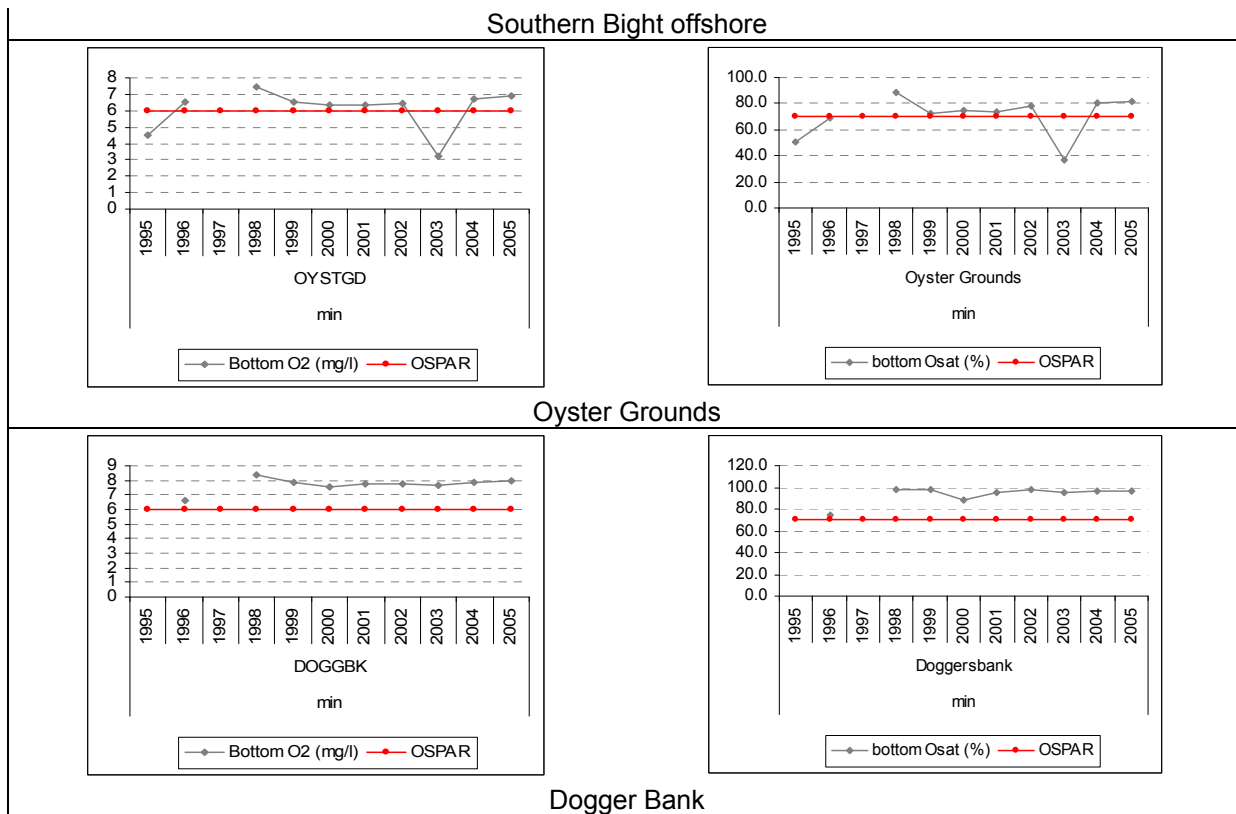 Southern Bight offshore
8
7
6
5
4
3
2
1
0
1995 1996 1997 1998 1999 2000 2001 2002 2003 2004 2005
OYSTGD
min
Bottom O2 (mg/l) OSPAR
100.0
80.0
60.0
40.0
20.0
0.0
1995 1996 1997 1998 1999 2000 2001 2002 2003 2004 2005
Oyster Grounds
min
bottom Osat (%) OSPAR
Oyster Grounds
9
8
7
6
5
4
3
2
1
0
1995 1996 1997 1998 1999 2000 2001 2002 2003 2004 2005
DOGGBK
min
Bottom O2 (mg/l) OSPAR
120.0
100.0
80.0
60.0
40.0
20.0
0.0
1995 1996 1997 1998 1999 2000 2001 2002 2003 2004 2005
Doggersbank
min
bottom Osat (%) OSPAR
Dogger Bank